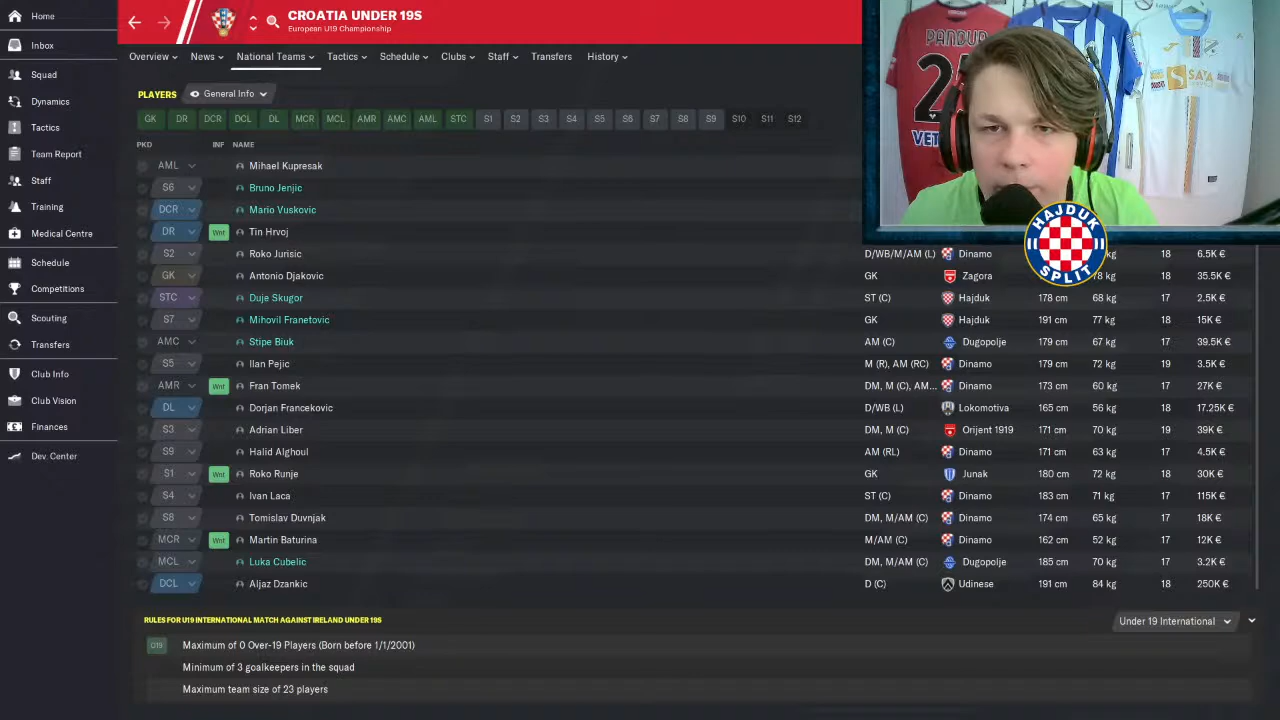 Home
CROATIA UNDER 19S
European U19 Championship
Inbox
Squad
Dynamics
Tactics
Team Report
Staff
Training
Medical Centre
Schedule
Competitions
Scouting
Transfers
Club Info
Club Vision
Finances
Dev. Center
Overview News National Teams Tactics Schedule Clubs Staff Transfers History
PLAYERS General Info
GK DR DCR DCL DL MCR MCL AMR AMC AML STC S1 S2 S3 S4 S5 S6 S7 S8 S9 S10 S11 S12
PKD INF NAME
AML Mihael Kupresak
S6 Bruno Jenjic
DCR Mario Vuskovic
DR Wnt Tin Hrvoj
S2 Roko Jurisic D/WB/M/AM (L) Dinamo kg 18 6.5K €
GK Antonio Djakovic GK Zagora 78 kg 18 35.5K €
STC Duje Skugor ST (C) Hajduk 178 cm 68 kg 17 2.5K €
S7 Mihovil Franetovic GK Hajduk 191 cm 77 kg 18 15K €
AMC Stipe Biuk AM (C) Dugopolje 179 cm 67 kg 17 39.5K €
S5 Ilan Pejic M (R), AM (RC) Dinamo 179 cm 72 kg 19 3.5K €
AMR Wnt Fran Tomek DM, M (C), AM... Dinamo 173 cm 60 kg 17 27K €
DL Dorjan Francekovic D/WB (L) Lokomotiva 165 cm 56 kg 18 17.25K €
S3 Adrian Liber DM, M (C) Orijent 1919 171 cm 70 kg 19 39K €
S9 Halid Alghoul AM (RL) Dinamo 171 cm 63 kg 17 4.5K €
S1 Wnt Roko Runje GK Junak 180 cm 72 kg 18 30K €
S4 Ivan Laca ST (C) Dinamo 183 cm 71 kg 17 115K €
S8 Tomislav Duvnjak DM, M/AM (C) Dinamo 174 cm 65 kg 17 18K €
MCR Wnt Martin Baturina M/AM (C) Dinamo 162 cm 52 kg 17 12K €
MCL Luka Cubelic DM, M/AM (C) Dugopolje 185 cm 70 kg 17 3.2K €
DCL Aljaz Dzankic D (C) Udinese 191 cm 84 kg 18 250K €
RULES FOR U19 INTERNATIONAL MATCH AGAINST IRELAND UNDER 19S Under 19 International
O19 Maximum of 0 Over-19 Players (Born before 1/1/2001)
Minimum of 3 goalkeepers in the squad
Maximum team size of 23 players
PANDUR
VET
SAVA
HAJDUK
SPLIT